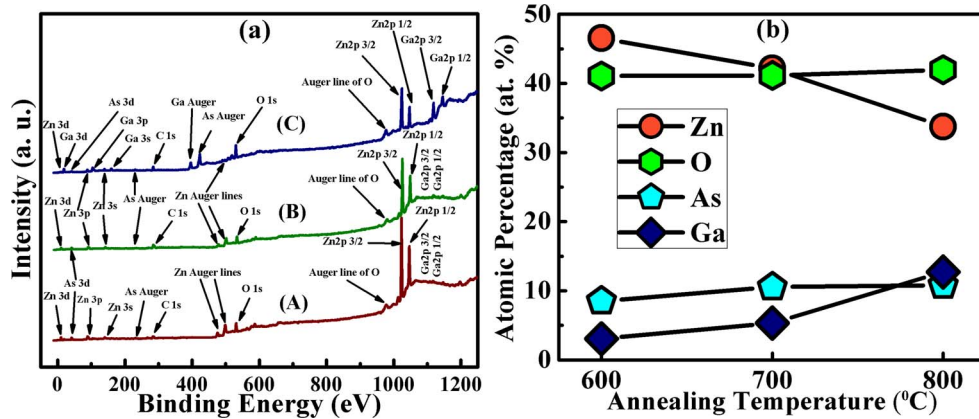 (a)
Intensity (a. u.)
Binding Energy (eV)
0 200 400 600 800 1000 1200
Zn 3d
Ga 3d
As 3d
Zn 3p
Ga 3p
Zn 3s
Ga 3s
As Auger
C 1s
Ga Auger
As Auger
O 1s
Auger line of O
Zn2p 3/2
Zn2p 1/2
Ga2p 3/2
Ga2p 1/2
(C)
Zn 3d
As 3d
Zn Auger lines
C 1s
O 1s
Auger line of O
Zn2p 3/2
Zn2p 1/2
Ga2p 3/2
Ga2p 1/2
(B)
Zn 3d
Zn 3p
Zn 3s
As Auger
C 1s
Zn Auger lines
O 1s
Auger line of O
Zn2p 3/2
Zn2p 1/2
Ga2p 3/2
Ga2p 1/2
(A)
(b)
Atomic Percentage (at. %)
50
40
30
20
10
0
Zn
O
As
Ga
600 700 800
Annealing Temperature (⁰C)